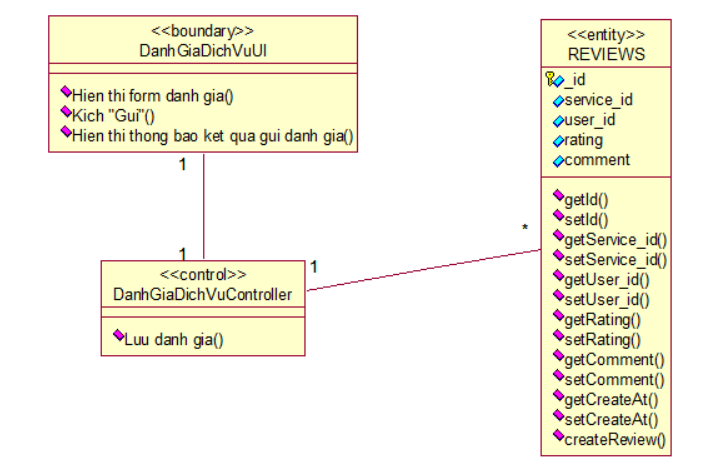 <<boundary>>
DanhGiaDichVuUI
Hien thi form danh gia()
Kich "Gui"()
Hien thi thong bao ket qua gui danh gia()
1
1
<<control>>
DanhGiaDichVuController
Luu danh gia()
1
*
<<entity>>
REVIEWS
_id
service_id
user_id
rating
comment
getId()
setId()
getService_id()
setService_id()
getUser_id()
setUser_id()
getRating()
setRating()
getComment()
setComment()
getCreateAt()
setCreateAt()
createReview()